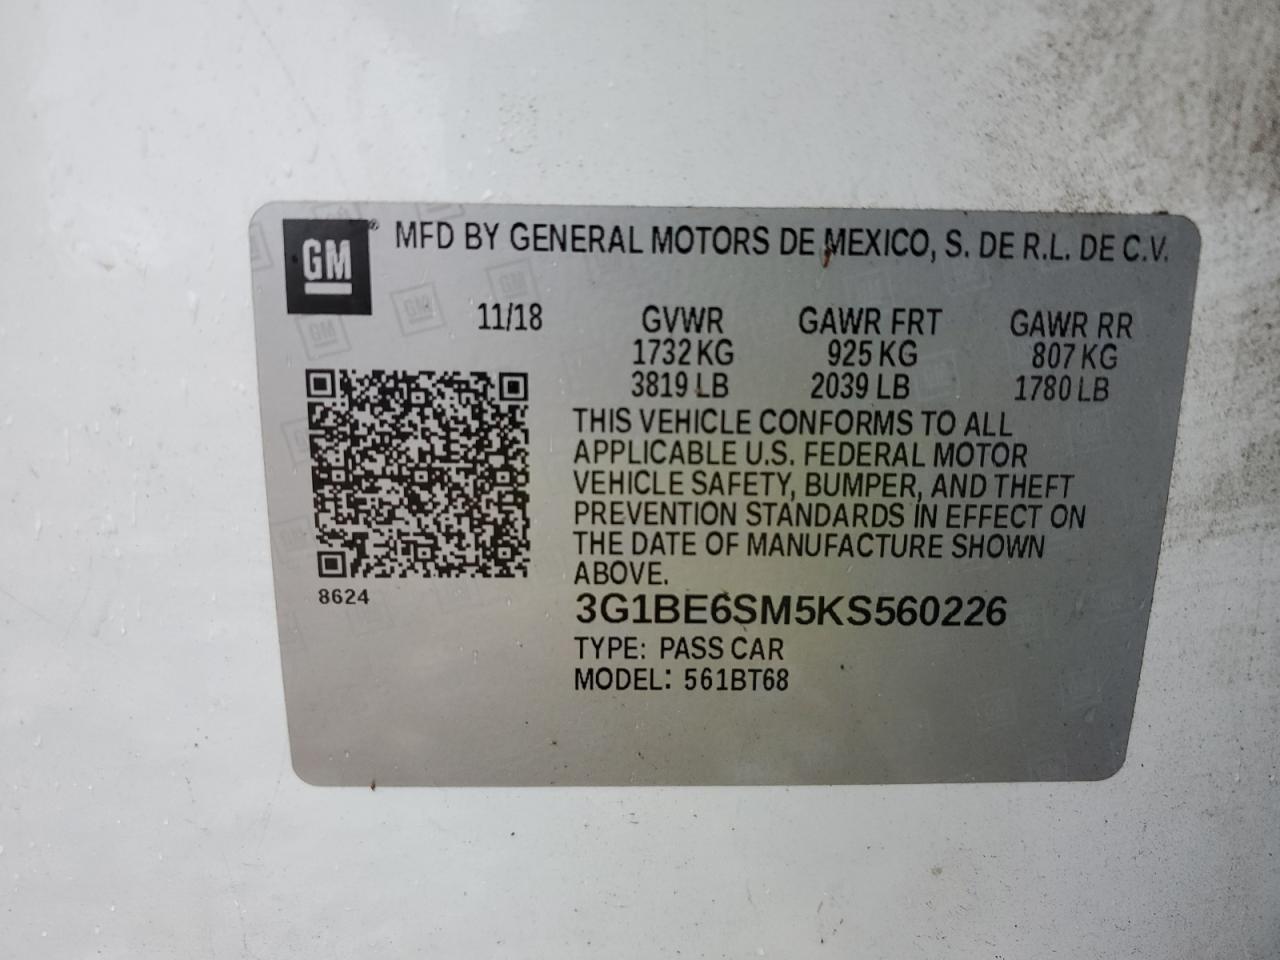 GM® MFD BY GENERAL MOTORS DE MEXICO, S. DE R.L. DE C.V.
11/18 GVWR GAWR FRT GAWR RR
1732 KG 925 KG 807 KG
3819 LB 2039 LB 1780 LB
THIS VEHICLE CONFORMS TO ALL
APPLICABLE U.S. FEDERAL MOTOR
VEHICLE SAFETY, BUMPER, AND THEFT
PREVENTION STANDARDS IN EFFECT ON
THE DATE OF MANUFACTURE SHOWN
ABOVE.
8624
3G1BE6SM5KS560226
TYPE: PASS CAR
MODEL: 561BT68